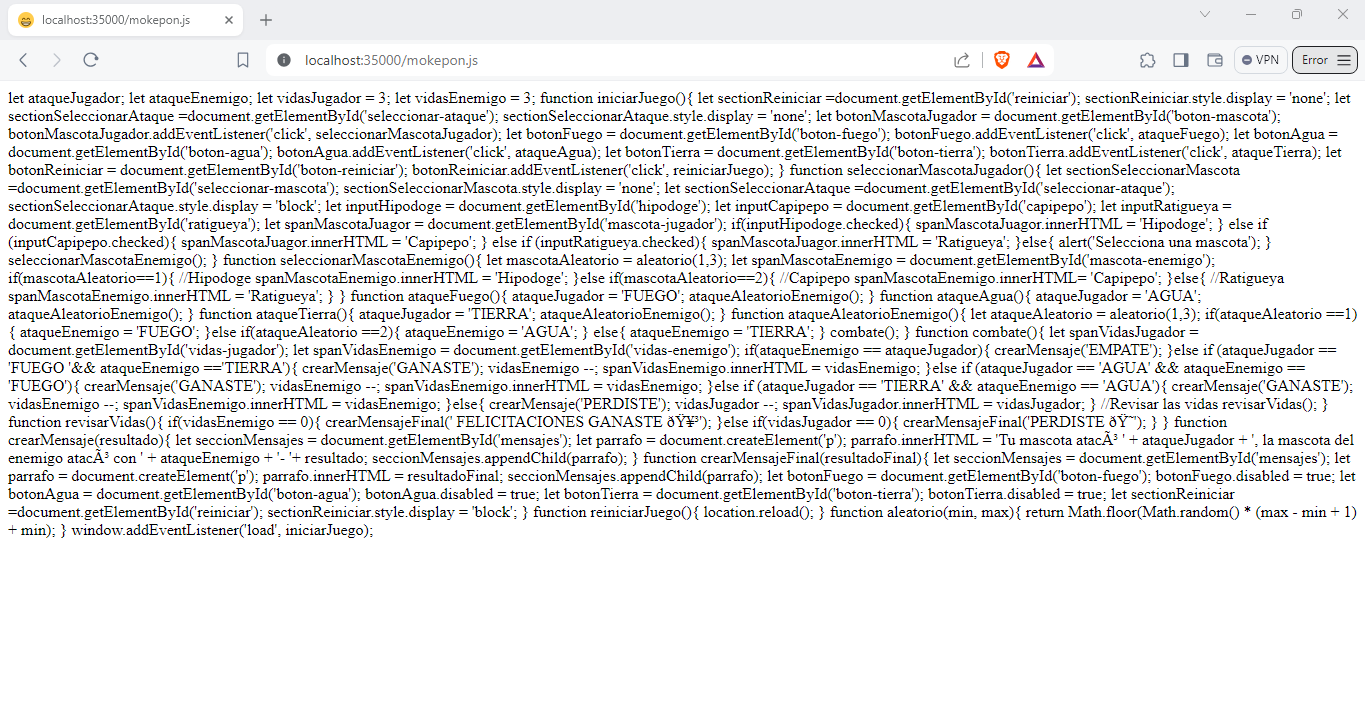 localhost:35000/mokepon.js
localhost:35000/mokepon.js
VPN
Error
let ataqueJugador; let ataqueEnemigo; let vidasJugador = 3; let vidasEnemigo = 3; function iniciarJuego(){ let sectionReiniciar =document.getElementById('reiniciar'); sectionReiniciar.style.display = 'none'; let
sectionSeleccionarAtaque =document.getElementById('seleccionar-ataque'); sectionSeleccionarAtaque.style.display = 'none'; let botonMascotaJugador = document.getElementById('boton-mascota');
botonMascotaJugador.addEventListener('click', seleccionarMascotaJugador); let botonFuego = document.getElementById('boton-fuego'); botonFuego.addEventListener('click', ataqueFuego); let botonAgua =
document.getElementById('boton-agua'); botonAgua.addEventListener('click', ataqueAgua); let botonTierra = document.getElementById('boton-tierra'); botonTierra.addEventListener('click', ataqueTierra); let
botonReiniciar = document.getElementById('boton-reiniciar'); botonReiniciar.addEventListener('click', reiniciarJuego); } function seleccionarMascotaJugador(){ let sectionSeleccionarMascota
=document.getElementById('seleccionar-mascota'); sectionSeleccionarMascota.style.display = 'none'; let sectionSeleccionarAtaque =document.getElementById('seleccionar-ataque');
sectionSeleccionarAtaque.style.display = 'block'; let inputHipodoge = document.getElementById('hipodoge'); let inputCapipepo = document.getElementById('capipepo'); let inputRatigueya =
document.getElementById('ratigueya'); let spanMascotaJuagor = document.getElementById('mascota-jugador'); if(inputHipodoge.checked){ spanMascotaJuagor.innerHTML = 'Hipodoge'; } else if
(inputCapipepo.checked){ spanMascotaJuagor.innerHTML = 'Capipepo'; } else if (inputRatigueya.checked){ spanMascotaJuagor.innerHTML = 'Ratigueya'; }else{ alert('Selecciona una mascota'); }
seleccionarMascotaEnemigo(); } function seleccionarMascotaEnemigo(){ let mascotaAleatorio = aleatorio(1,3); let spanMascotaEnemigo = document.getElementById('mascota-enemigo');
if(mascotaAleatorio==1){ //Hipodoge spanMascotaEnemigo.innerHTML = 'Hipodoge'; }else if(mascotaAleatorio==2){ //Capipepo spanMascotaEnemigo.innerHTML='Capipepo'; }else{ //Ratigueya
spanMascotaEnemigo.innerHTML = 'Ratigueya'; } } function ataqueFuego(){ ataqueJugador = 'FUEGO'; ataqueAleatorioEnemigo(); } function ataqueAgua(){ ataqueJugador = 'AGUA';
ataqueAleatorioEnemigo(); } function ataqueTierra(){ ataqueJugador = 'TIERRA'; ataqueAleatorioEnemigo(); } function ataqueAleatorioEnemigo(){ let ataqueAleatorio = aleatorio(1,3); if(ataqueAleatorio ==1)
{ ataqueEnemigo = 'FUEGO'; }else if(ataqueAleatorio ==2){ ataqueEnemigo = 'AGUA'; } else{ ataqueEnemigo = 'TIERRA'; } combate(); } function combate(){ let spanVidasJugador =
document.getElementById('vidas-jugador'); let spanVidasEnemigo = document.getElementById('vidas-enemigo'); if(ataqueEnemigo == ataqueJugador){ crearMensaje('EMPATE'); }else if (ataqueJugador ==
'FUEGO '&& ataqueEnemigo =='TIERRA'){ crearMensaje('GANASTE'); vidasEnemigo --; spanVidasEnemigo.innerHTML = vidasEnemigo; }else if (ataqueJugador == 'AGUA' && ataqueEnemigo ==
'FUEGO'){ crearMensaje('GANASTE'); vidasEnemigo --; spanVidasEnemigo.innerHTML = vidasEnemigo; }else if (ataqueJugador == 'TIERRA' && ataqueEnemigo == 'AGUA'){ crearMensaje('GANASTE');
vidasEnemigo --; spanVidasEnemigo.innerHTML = vidasEnemigo; }else{ crearMensaje('PERDISTE'); vidasJugador --; spanVidasJugador.innerHTML = vidasJugador; } //Revisar las vidas revisarVidas(); }
function revisarVidas(){ if(vidasEnemigo == 0){ crearMensajeFinal(' FELICITACIONES GANASTE ðŸ¥³'); }else if(vidasJugador == 0){ crearMensajeFinal('PERDISTE ðŸ˜"'); } } function
crearMensaje(resultado){ let seccionMensajes = document.getElementById('mensajes'); let parrafo = document.createElement('p'); parrafo.innerHTML = 'Tu mascota atacÃ³ ' + ataqueJugador + ', la mascota del
enemigo atacÃ³ con ' + ataqueEnemigo + '- '+ resultado; seccionMensajes.appendChild(parrafo); } function crearMensajeFinal(resultadoFinal){ let seccionMensajes = document.getElementById('mensajes'); let
parrafo = document.createElement('p'); parrafo.innerHTML = resultadoFinal; seccionMensajes.appendChild(parrafo); let botonFuego = document.getElementById('boton-fuego'); botonFuego.disabled = true; let
botonAgua = document.getElementById('boton-agua'); botonAgua.disabled = true; let botonTierra = document.getElementById('boton-tierra'); botonTierra.disabled = true; let sectionReiniciar
=document.getElementById('reiniciar'); sectionReiniciar.style.display = 'block'; } function reiniciarJuego(){ location.reload(); } function aleatorio(min, max){ return Math.floor(Math.random() * (max - min + 1)
+ min); } window.addEventListener('load', iniciarJuego);